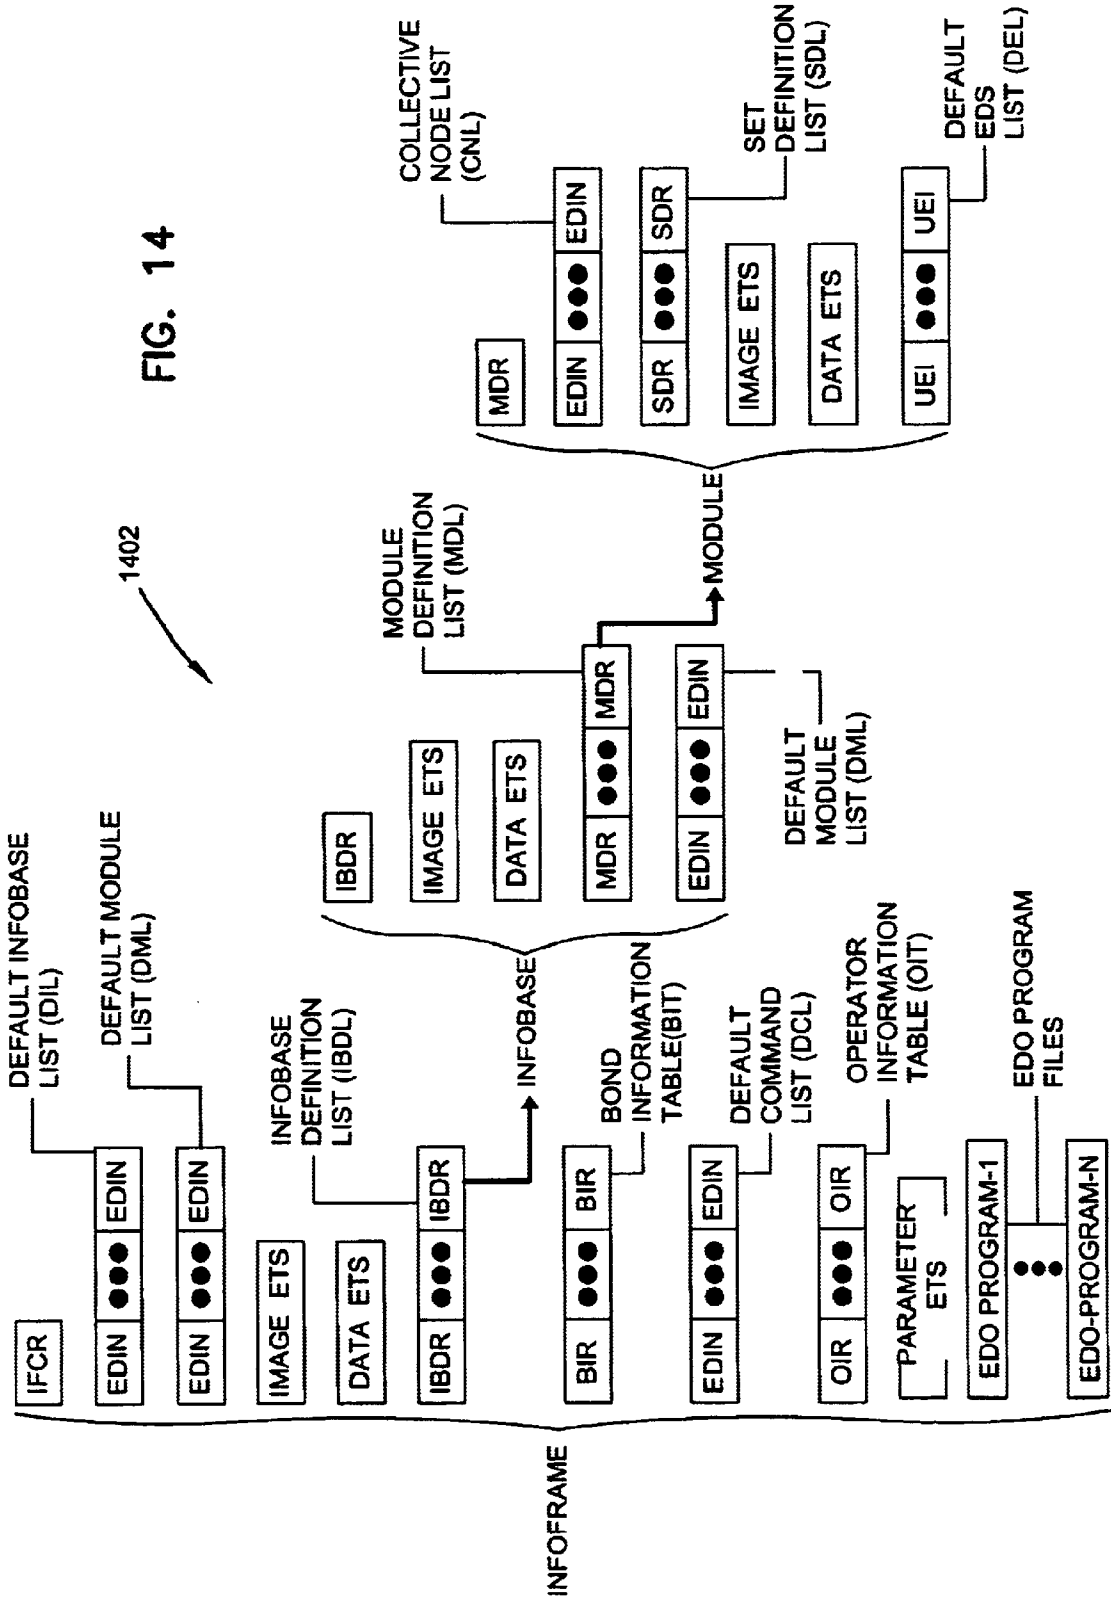 FIG. 14
1402
INFOFRAME
IFCR
DEFAULT INFOBASE
LIST (DIL)
EDIN ●●● EDIN
DEFAULT MODULE
LIST (DML)
EDIN ●●● EDIN
IMAGE ETS
DATA ETS
INFOBASE
DEFINITION
LIST (IBDL)
IBDR ●●● IBDR
BOND
INFORMATION
TABLE(BIT)
BIR ●●● BIR
DEFAULT
COMMAND
LIST (DCL)
EDIN ●●● EDIN
OPERATOR
INFORMATION
TABLE (OIT)
OIR ●●● OIR
PARAMETER
ETS
EDO PROGRAM
FILES
EDO PROGRAM-1
●●●
EDO-PROGRAM-N
INFOBASE
IBDR
IMAGE ETS
DATA ETS
MODULE
DEFINITION
LIST (MDL)
MDR ●●● MDR
EDIN ●●● EDIN
DEFAULT
MODULE
LIST (DML)
MODULE
MDR
COLLECTIVE
NODE LIST
(CNL)
EDIN ●●● EDIN
SDR ●●● SDR
SET
DEFINITION
LIST (SDL)
IMAGE ETS
DATA ETS
UEI ●●● UEI
DEFAULT
EDS
LIST (DEL)